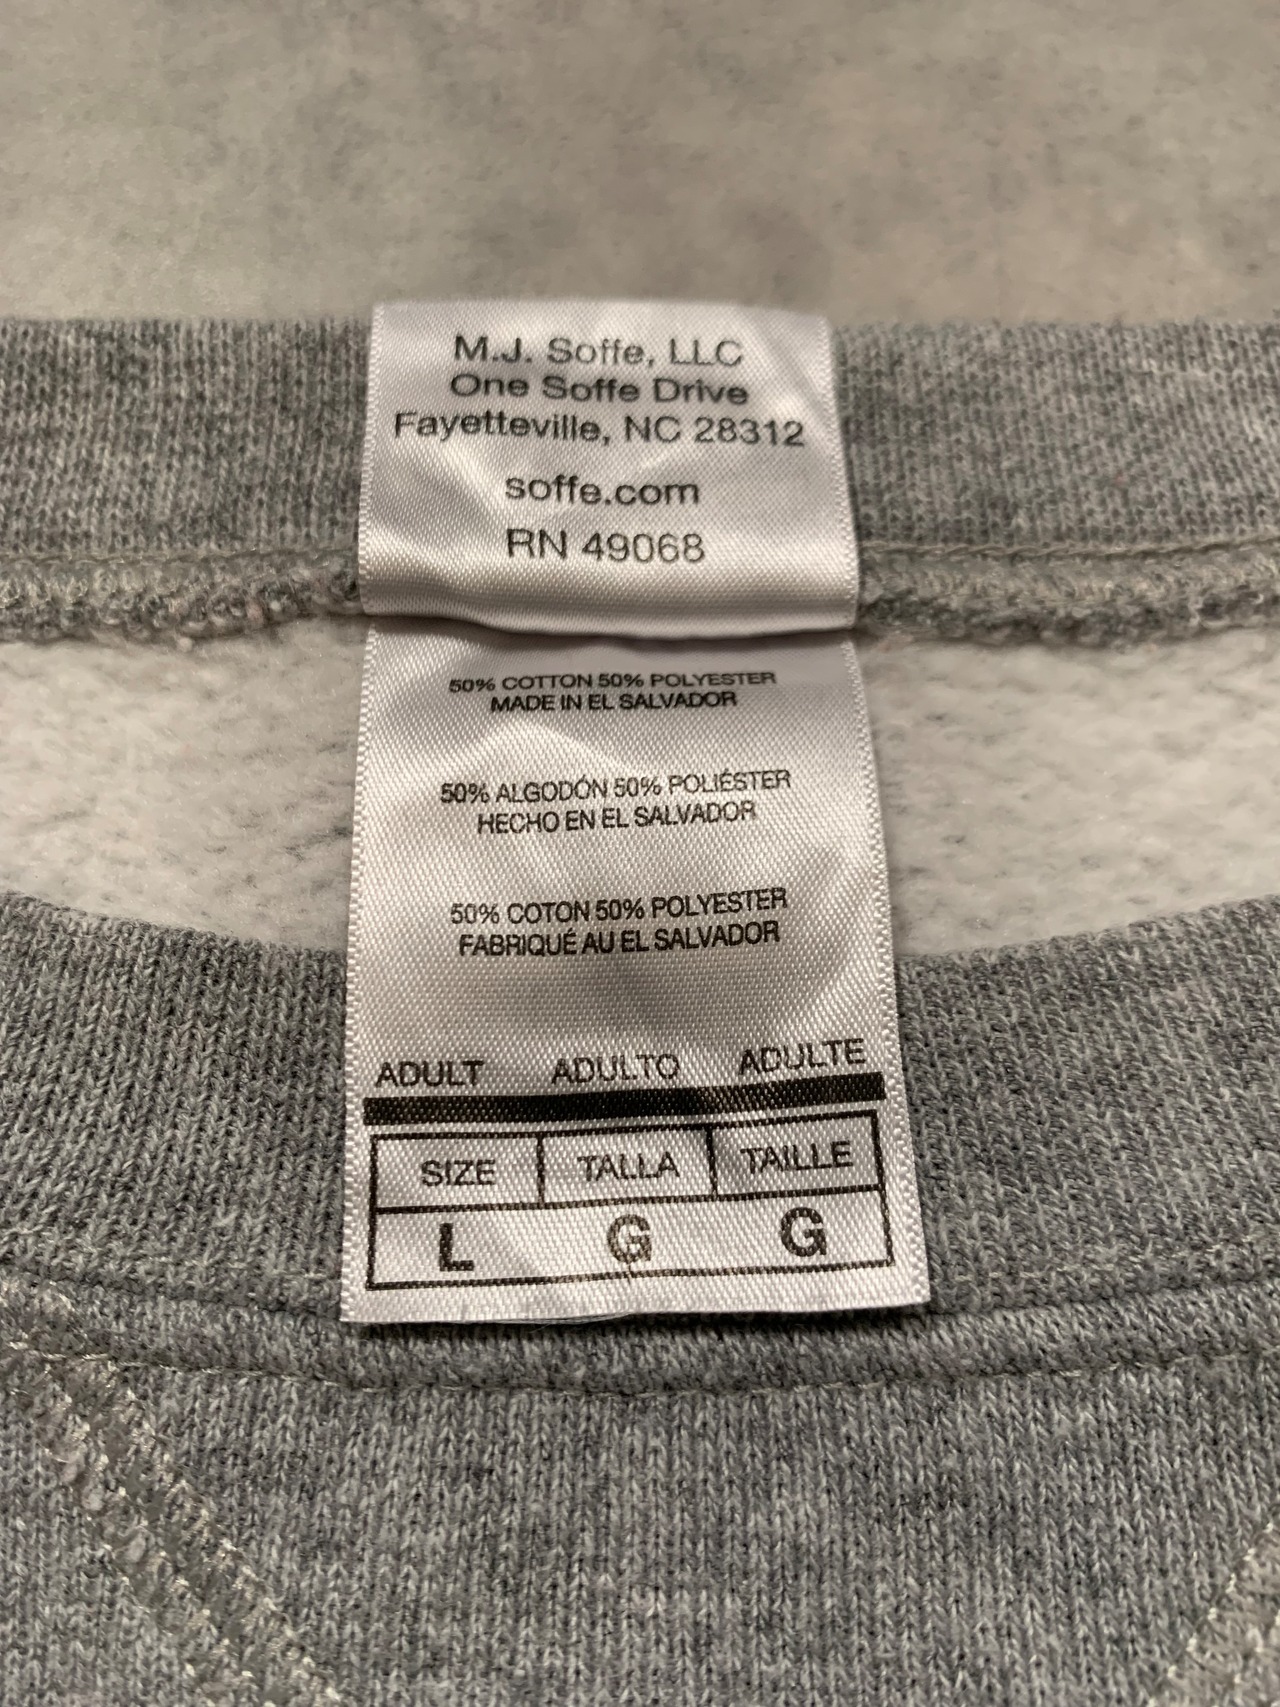 M.J. Soffe, LLC
One Soffe Drive
Fayetteville, NC 28312
soffe.com
RN 49068
50% COTTON 50% POLYESTER
MADE IN EL SALVADOR
50% ALGODÓN 50% POLIÉSTER
HECHO EN EL SALVADOR
50% COTON 50% POLYESTER
FABRIQUÉ AU EL SALVADOR
ADULT ADULTO ADULTE
SIZE TALLA TAILLE
L G G